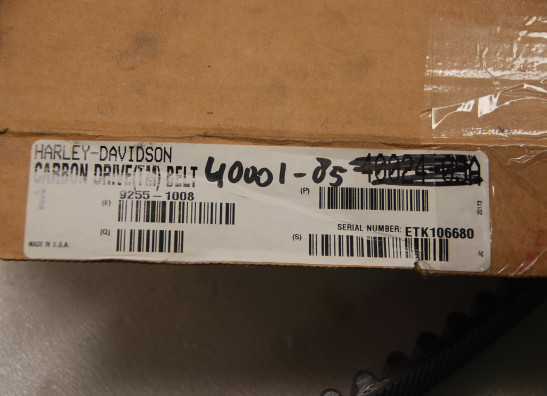 HARLEY-DAVIDSON
CARBON DRIVE(TM) BELT 40001-85
(P)
(E) 9255-1008
(Q)
SERIAL NUMBER: ETK106680
(S)
MADE IN U.S.A.